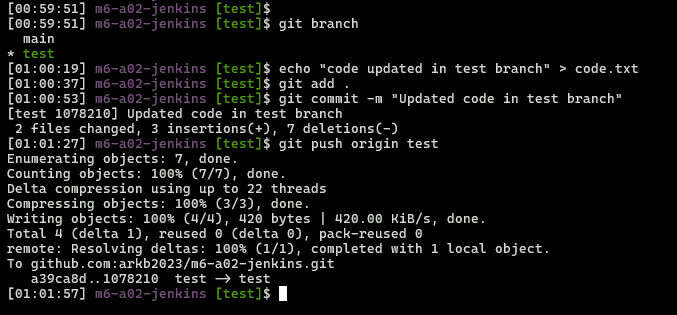 [00:59:51] m6-a02-jenkins [test]$
[00:59:51] m6-a02-jenkins [test]$ git branch
  main
* test
[01:00:19] m6-a02-jenkins [test]$ echo "code updated in test branch" > code.txt
[01:00:37] m6-a02-jenkins [test]$ git add .
[01:00:53] m6-a02-jenkins [test]$ git commit -m "Updated code in test branch"
[test 1078210] Updated code in test branch
 2 files changed, 3 insertions(+), 7 deletions(-)
[01:01:27] m6-a02-jenkins [test]$ git push origin test
Enumerating objects: 7, done.
Counting objects: 100% (7/7), done.
Delta compression using up to 22 threads
Compressing objects: 100% (3/3), done.
Writing objects: 100% (4/4), 420 bytes | 420.00 KiB/s, done.
Total 4 (delta 1), reused 0 (delta 0), pack-reused 0
remote: Resolving deltas: 100% (1/1), completed with 1 local object.
To github.com:arkb2023/m6-a02-jenkins.git
   a39ca8d..1078210  test -> test
[01:01:57] m6-a02-jenkins [test]$